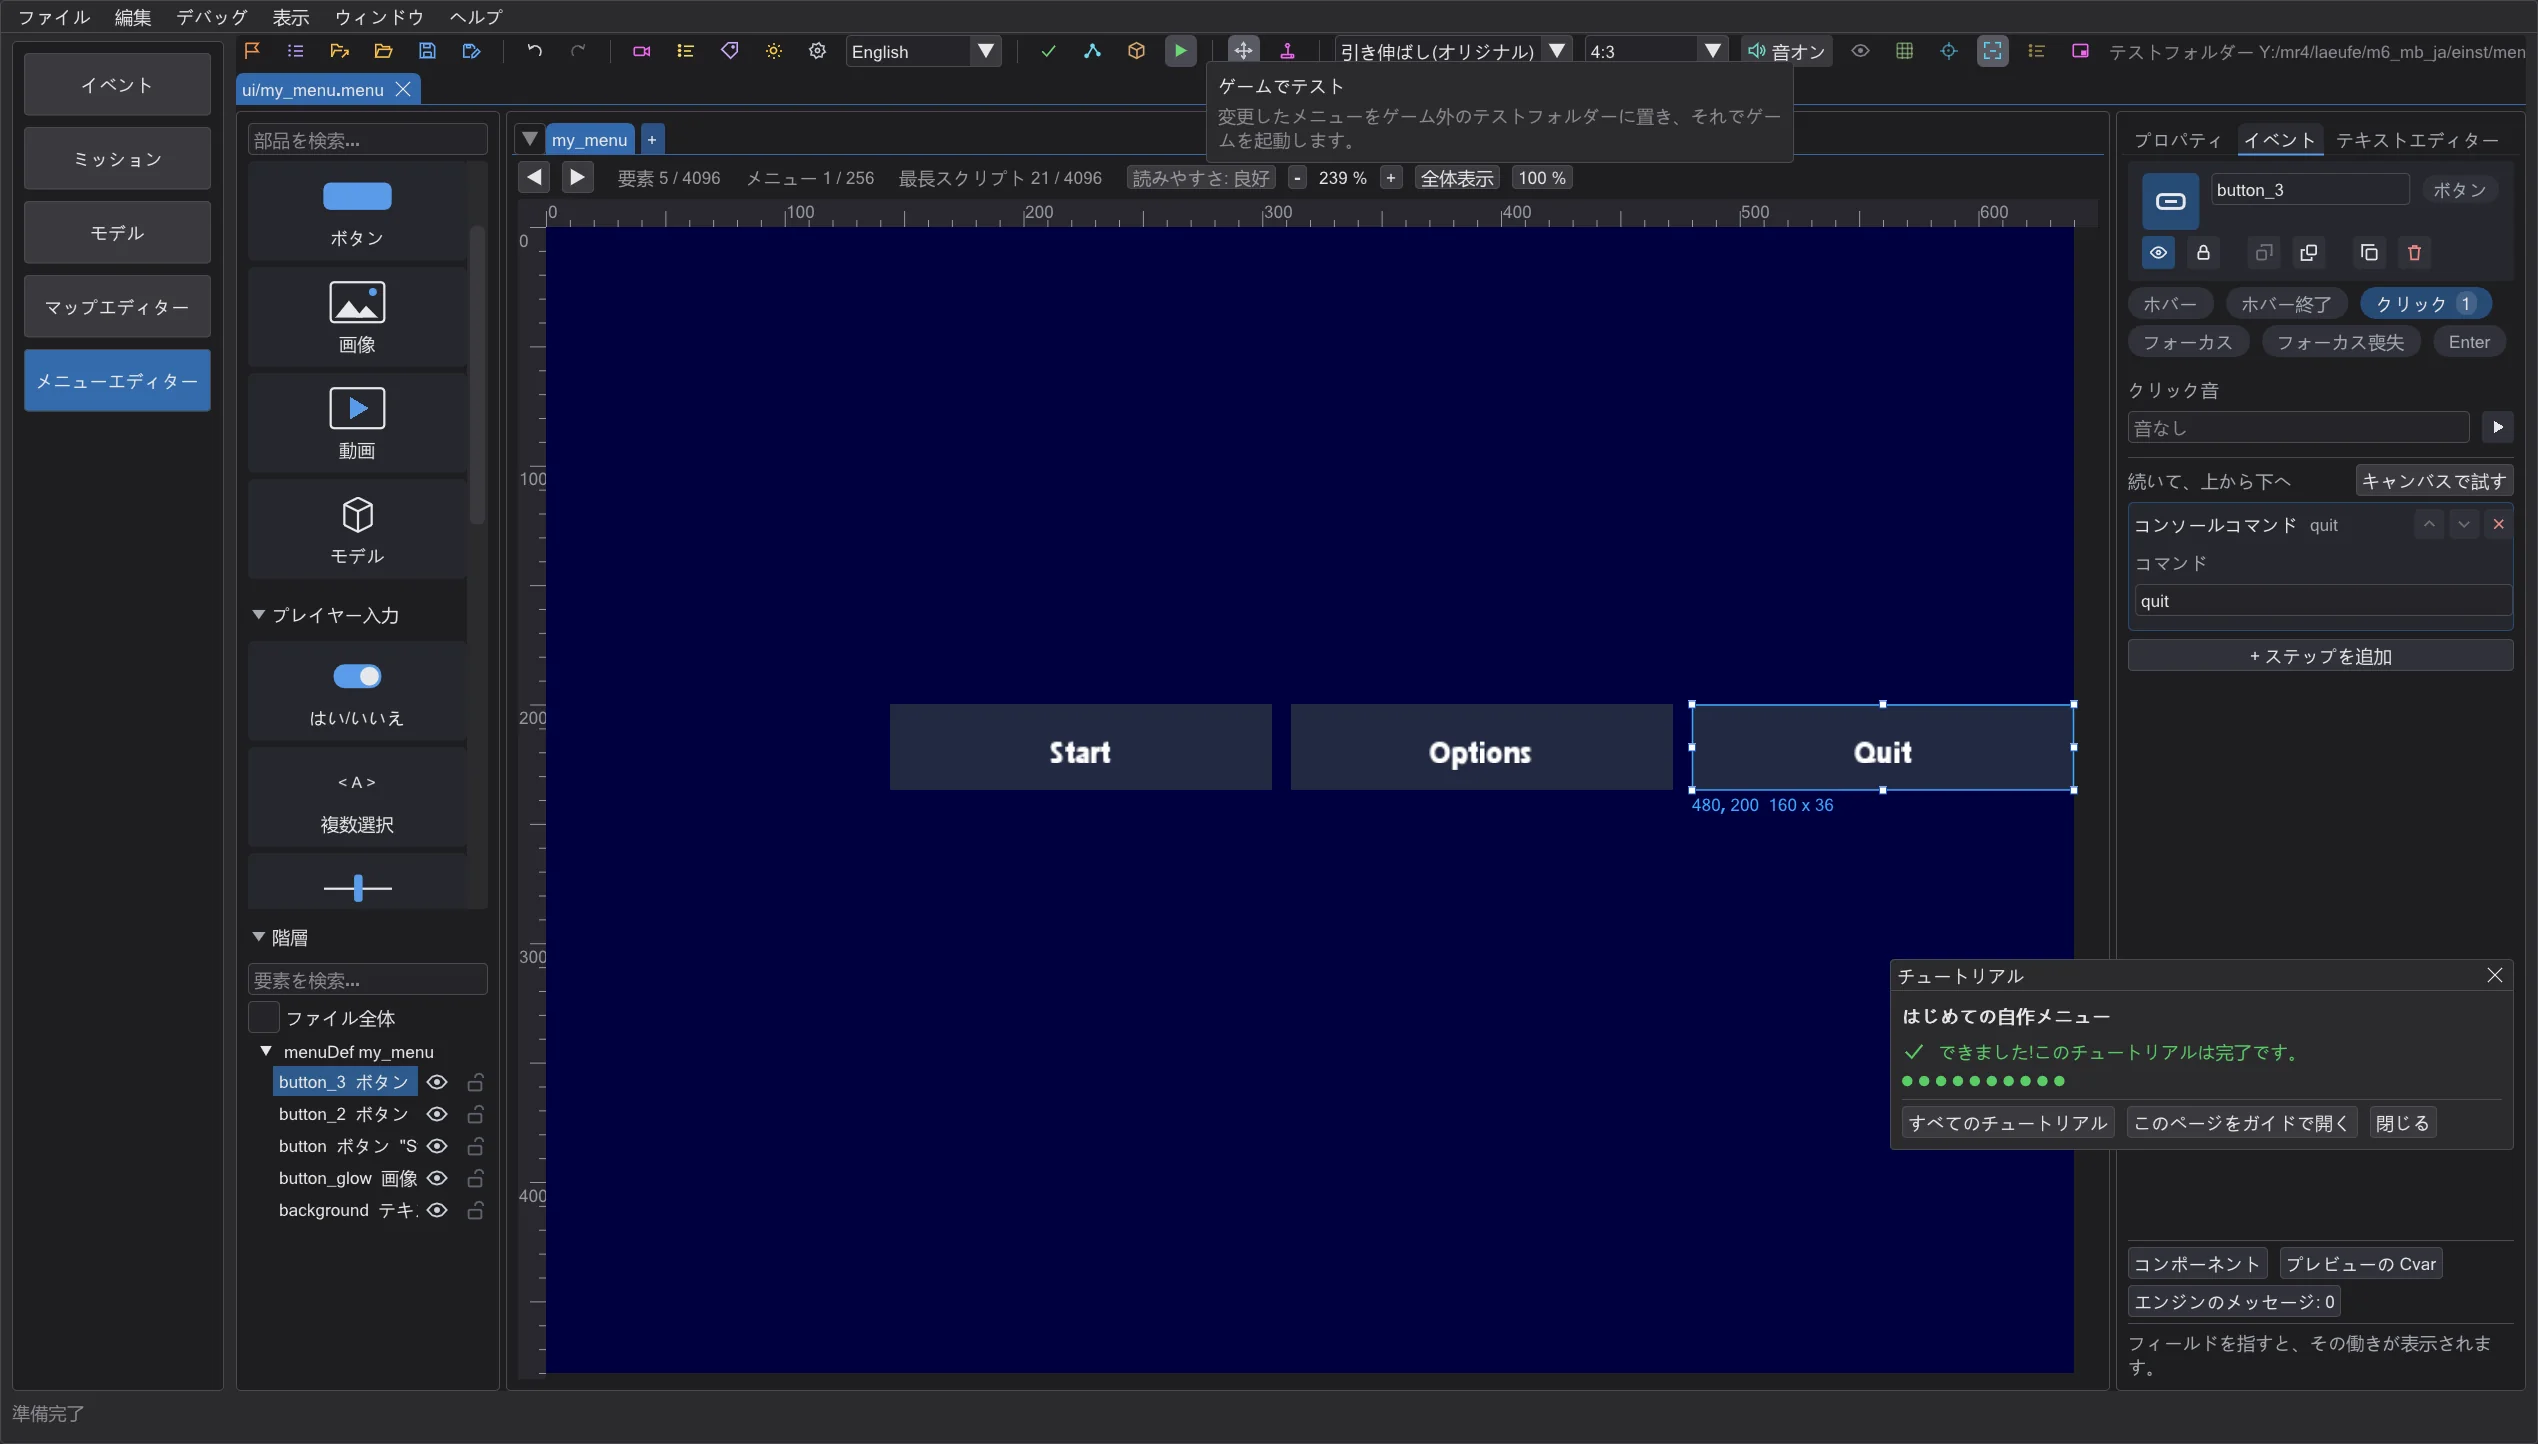 ファイル 編集 デバッグ 表示 ウィンドウ ヘルプ
English
引き伸ばし(オリジナル)
4:3
音オン
テストフォルダー Y:/mr4/laeufe/m6_mb_ja/einst/men
イベント
ミッション
モデル
マップエディター
メニューエディター
ui/my_menu.menu
ゲームでテスト
変更したメニューをゲーム外のテストフォルダーに置き、それでゲー
ムを起動します。
部品を検索...
ボタン
画像
動画
モデル
プレイヤー入力
はい/いいえ
< A >
複数選択
階層
要素を検索...
ファイル全体
menuDef my_menu
button_3 ボタン
button_2 ボタン
button ボタン "S
button_glow 画像
background テキ.
my_menu
+
要素 5 / 4096 メニュー 1 / 256 最長スクリプト 21 / 4096 読みやすさ: 良好 - 239 % + 全体表示 100 %
0 100 200 300 400 500 600
0
100
200
300
400
Start
Options
Quit
480, 200 160 x 36
プロパティ イベント テキストエディター
button_3
ボタン
ホバー ホバー終了 クリック 1
フォーカス フォーカス喪失 Enter
クリック音
音なし
続いて、上から下へ
キャンバスで試す
コンソールコマンド quit
コマンド
quit
+ ステップを追加
チュートリアル
はじめての自作メニュー
できました!このチュートリアルは完了です。
すべてのチュートリアル このページをガイドで開く 閉じる
コンポーネント プレビューの Cvar
エンジンのメッセージ: 0
フィールドを指すと、その働きが表示されま
す。
準備完了